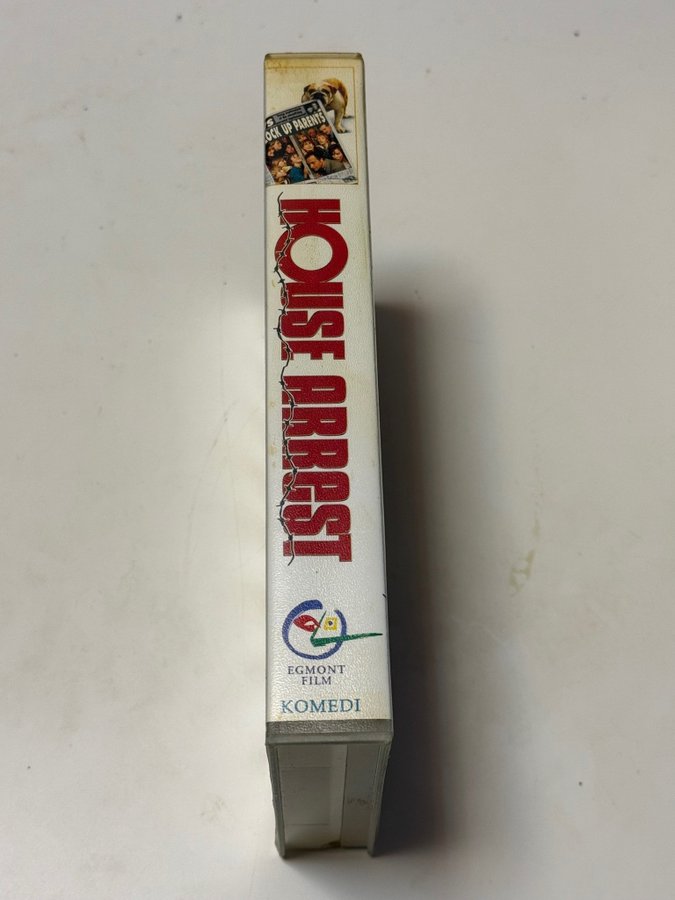 OCK UP PARENTS
HOUSE ARREST
EGMONT
FILM
KOMEDI